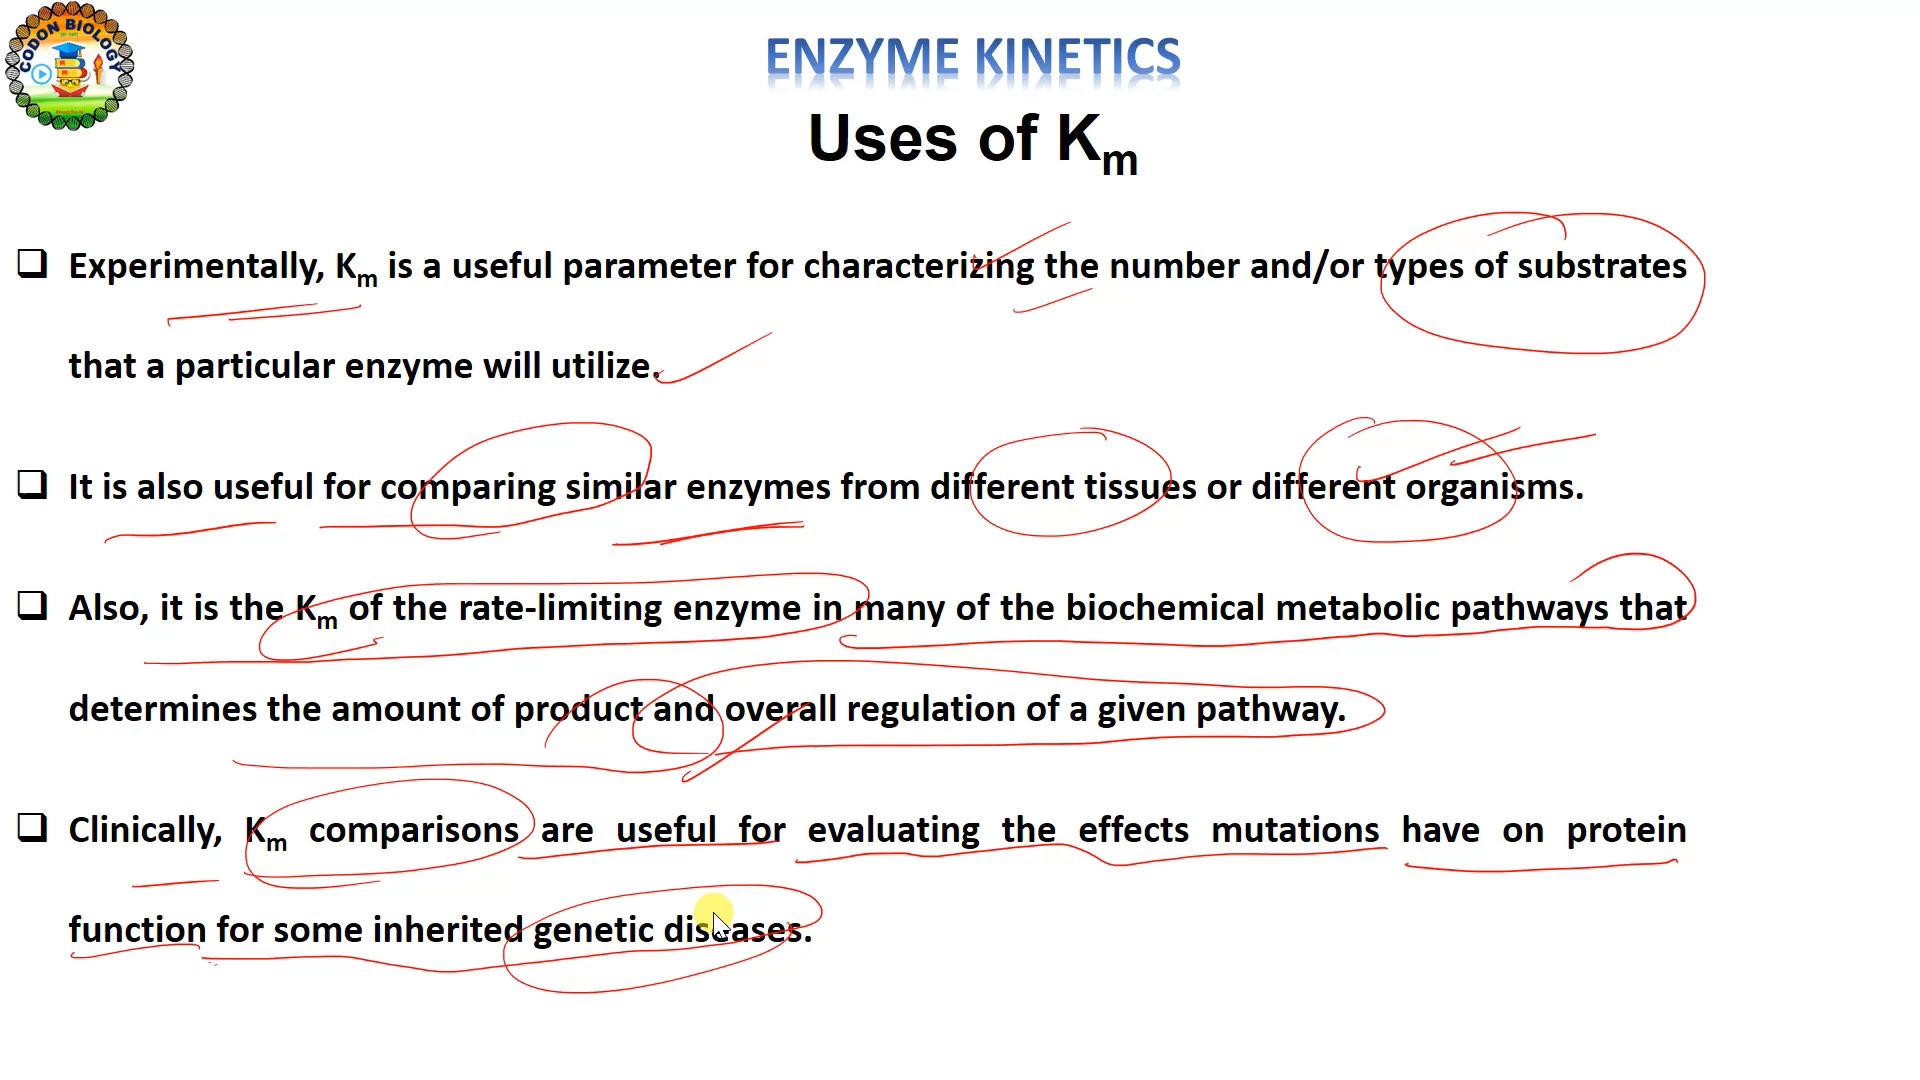 CODON BIOLOGY
ENZYME KINETICS
Uses of Km
❑ Experimentally, Km is a useful parameter for characterizing the number and/or types of substrates
that a particular enzyme will utilize.
❑ It is also useful for comparing similar enzymes from different tissues or different organisms.
❑ Also, it is the Km of the rate-limiting enzyme in many of the biochemical metabolic pathways that
determines the amount of product and overall regulation of a given pathway.
❑ Clinically, Km comparisons are useful for evaluating the effects mutations have on protein
function for some inherited genetic diseases.